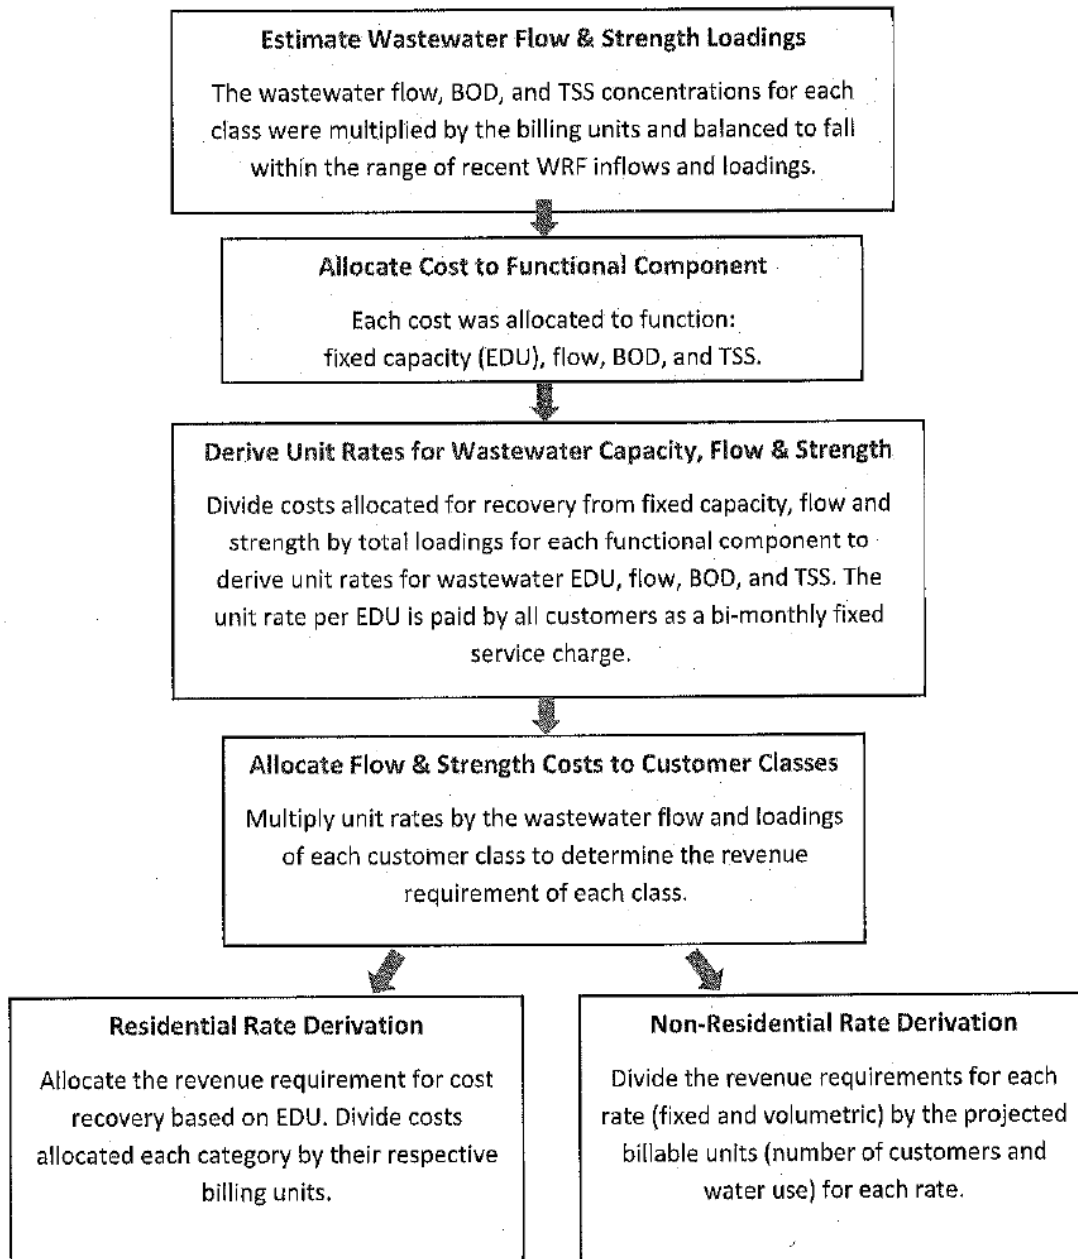 Estimate Wastewater Flow & Strength Loadings
The wastewater flow, BOD, and TSS concentrations for each
class were multiplied by the billing units and balanced to fall
within the range of recent WRF inflows and loadings.
Allocate Cost to Functional Component
Each cost was allocated to function:
fixed capacity (EDU), flow, BOD, and TSS.
Derive Unit Rates for Wastewater Capacity, Flow & Strength
Divide costs allocated for recovery from fixed capacity, flow and
strength by total loadings for each functional component to
derive unit rates for wastewater EDU, flow, BOD, and TSS. The
unit rate per EDU is paid by all customers as a bi-monthly fixed
service charge.
Allocate Flow & Strength Costs to Customer Classes
Multiply unit rates by the wastewater flow and loadings
of each customer class to determine the revenue
requirement of each class.
Residential Rate Derivation
Allocate the revenue requirement for cost
recovery based on EDU. Divide costs
allocated each category by their respective
billing units.
Non-Residential Rate Derivation
Divide the revenue requirements for each
rate (fixed and volumetric) by the projected
billable units (number of customers and
water use) for each rate.